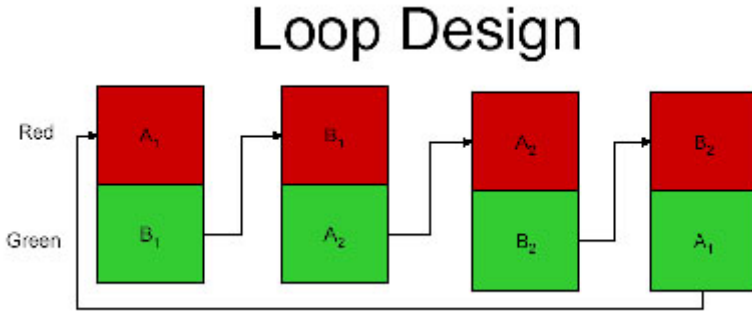 Loop Design
Red A₁ B₁ A₂ B₂
Green B₁ A₂ B₂ A₁